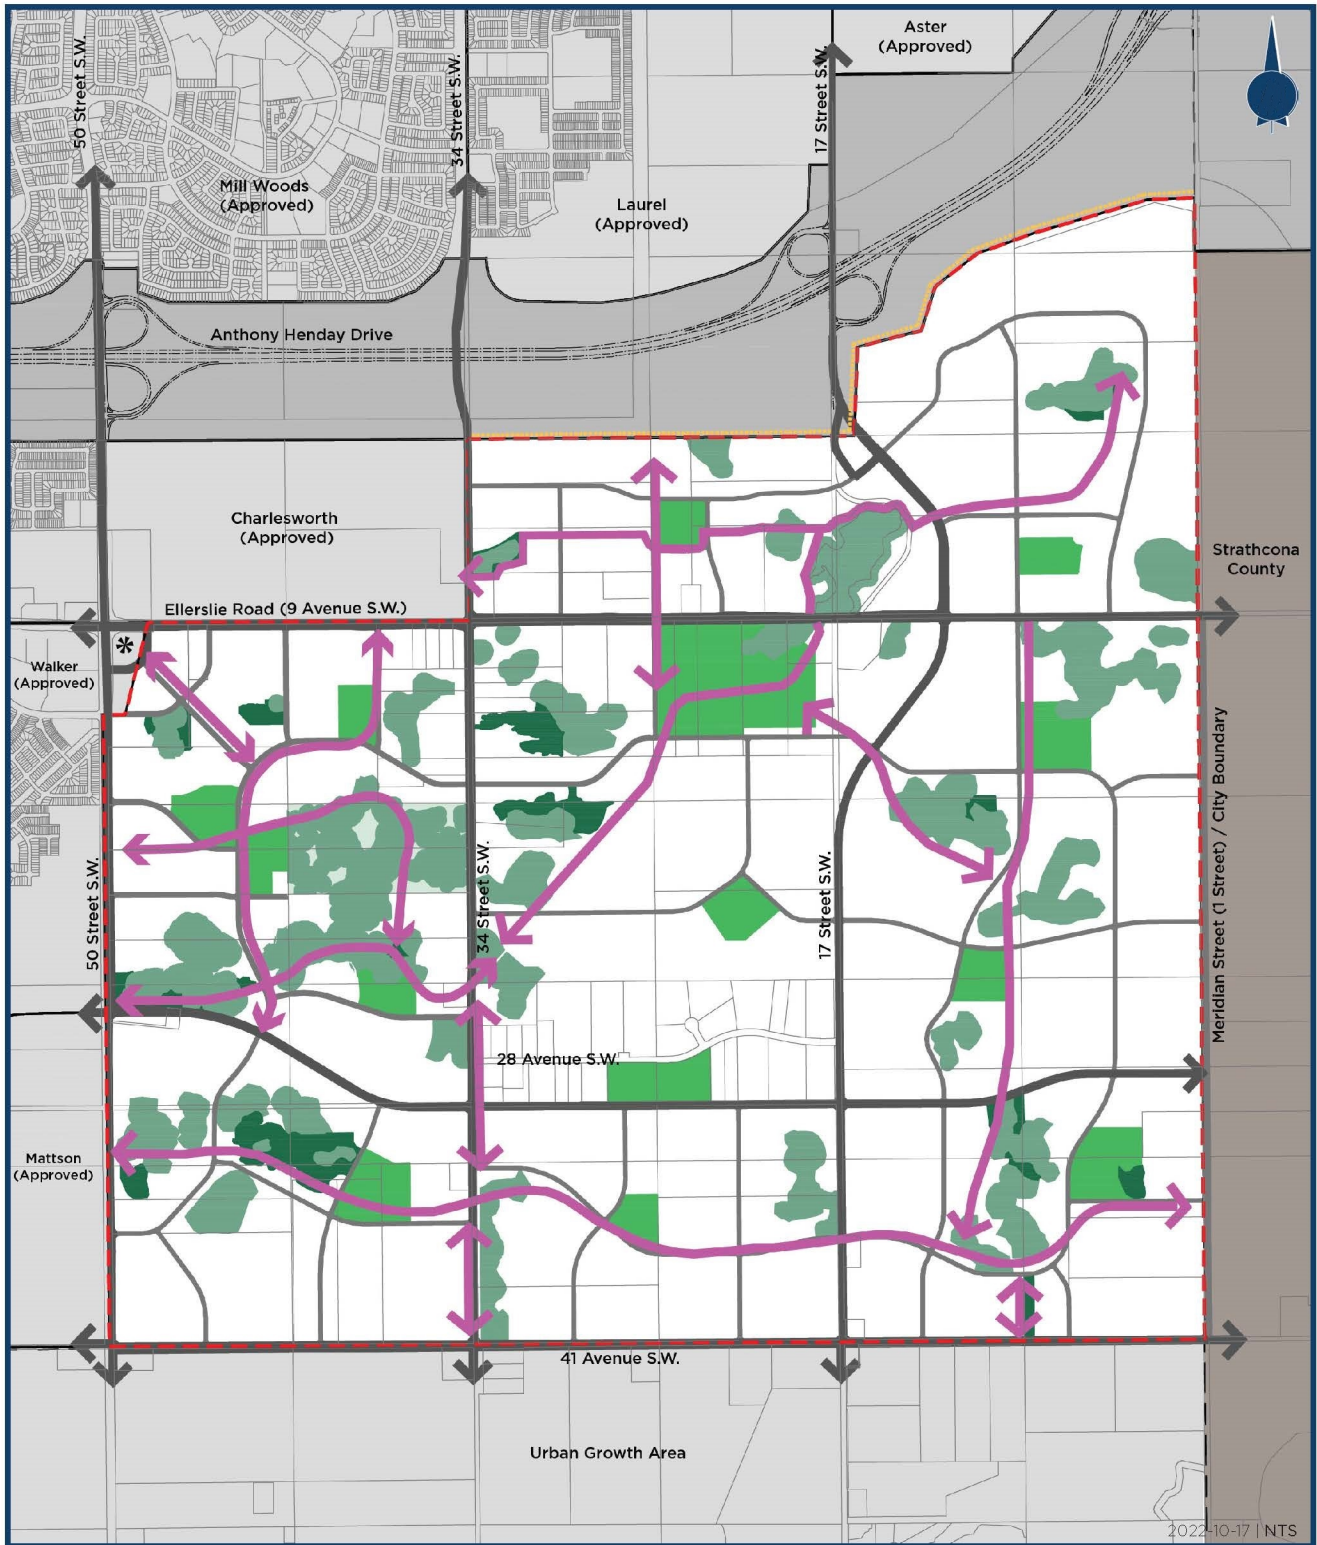 Aster
(Approved)
50 Street S.W.
34 Street S.W.
17 Street S.W.
Mill Woods
(Approved)
Laurel
(Approved)
Anthony Henday Drive
Charlesworth
(Approved)
Strathcona
County
Ellerslie Road (9 Avenue S.W.)
*
Walker
(Approved)
50 Street S.W.
34 Street S.W.
17 Street S.W.
Meridian Street (1 Street) / City Boundary
28 Avenue S.W.
Mattson
(Approved)
41 Avenue S.W.
Urban Growth Area
2022-10-17 | NTS